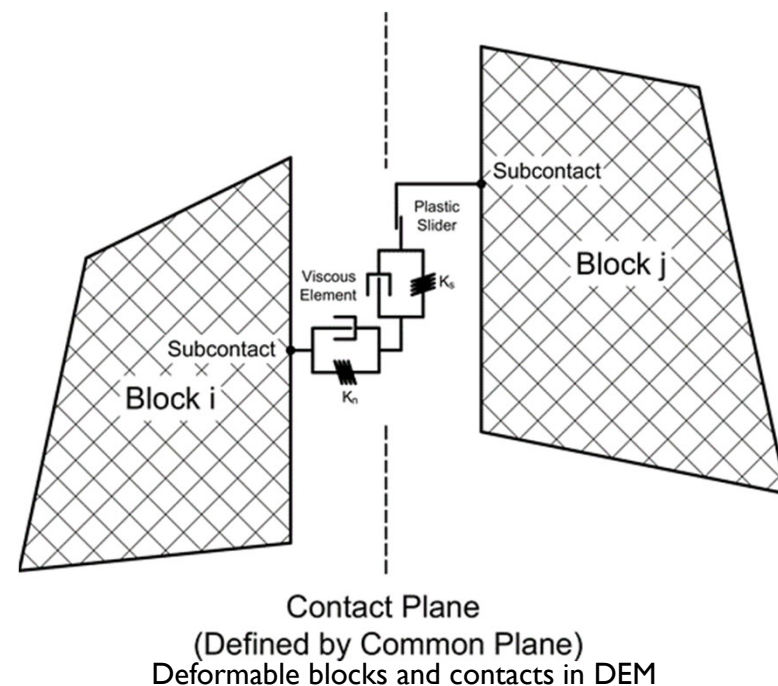 Subcontact
Plastic
Slider
Block j
Viscous
Element
Ks
Subcontact
Block i
Kn
Contact Plane
(Defined by Common Plane)
Deformable blocks and contacts in DEM